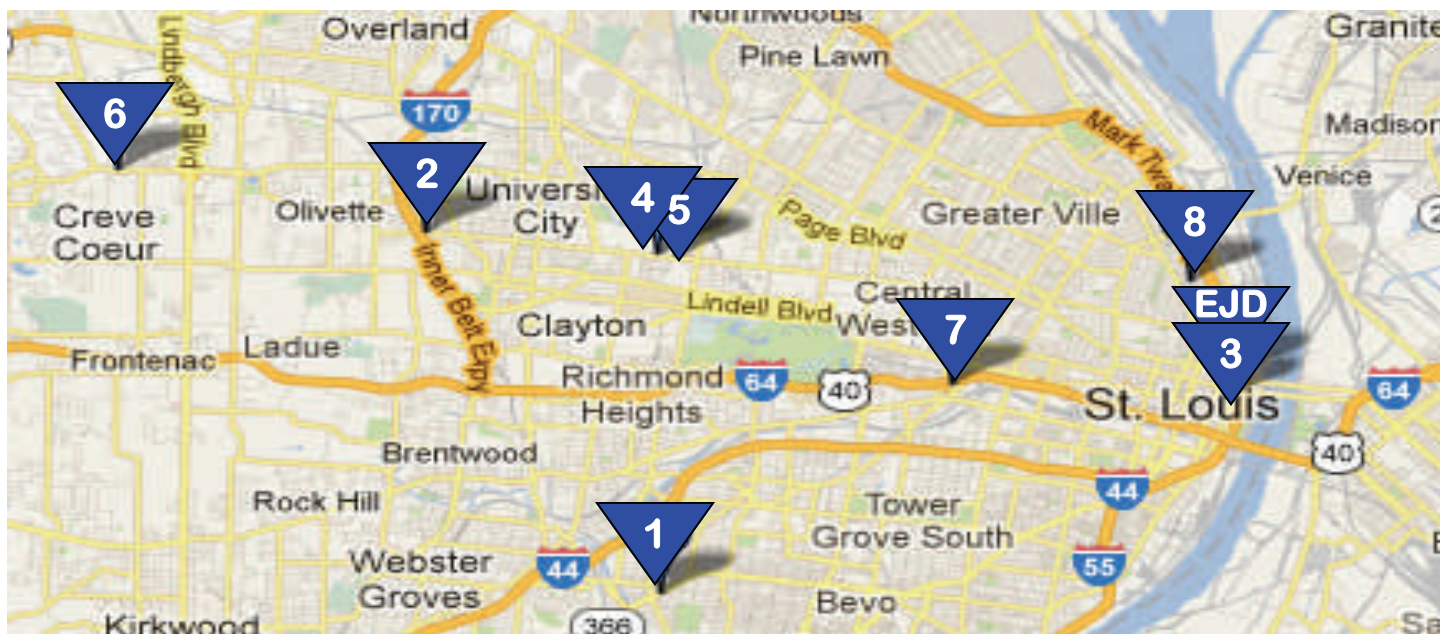 Northwoods
Overland
Granite
Pine Lawn
Lindbergh Blvd
6
170
Madison
Mark Twa
2
Universi
City
4
5
Venice
Creve
Coeur
Olivette
Page Blvd
Greater Ville
8
Inner Belt Expy
Lindell Blvd
Central
West
EJD
Clayton
7
3
Frontenac
Ladue
Richmond
Heights
64
40
St. Louis
64
40
Brentwood
44
Rock Hill
Tower
Grove South
1
Webster
Groves
44
55
Bevo
Kirkwood
366